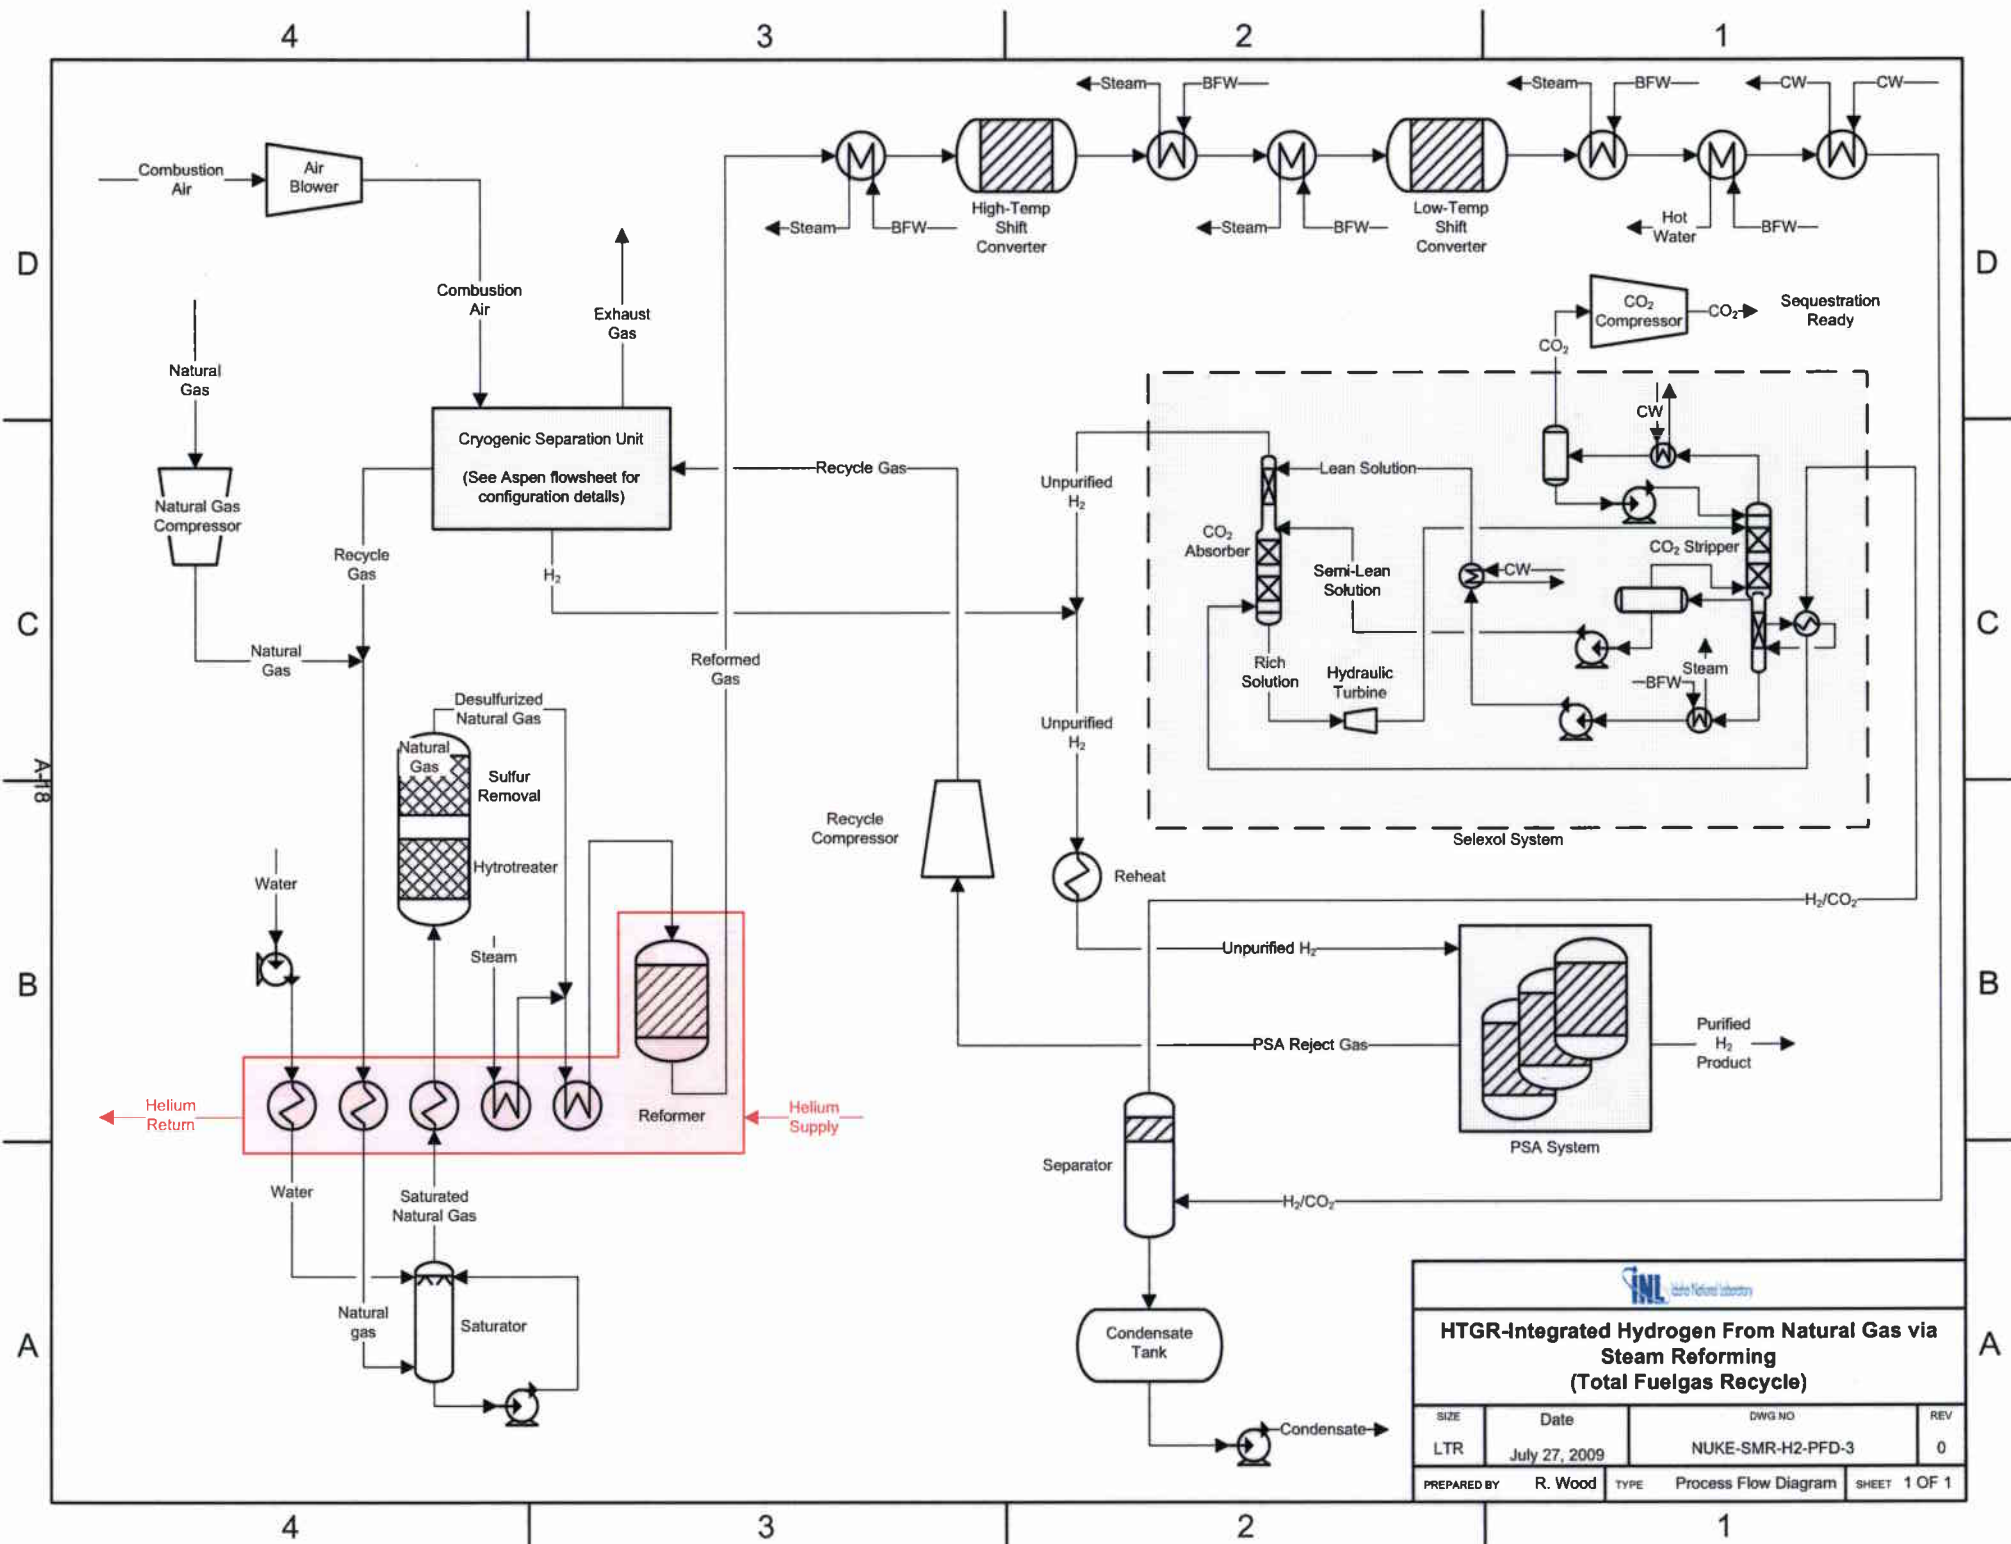 4
3
2
1
Steam
BFW
Steam
BFW
CW
CW
Combustion
Air
Air
Blower
High-Temp
Shift
Converter
Low-Temp
Shift
Converter
Steam
BFW
Steam
BFW
Hot
Water
BFW
D
D
Combustion
Air
Exhaust
Gas
CO2
Compressor
CO2
Sequestration
Ready
CO2
Natural
Gas
Cryogenic Separation Unit
(See Aspen flowsheet for
configuration details)
Recycle Gas
Unpurified
H2
Lean Solution
CW
Natural Gas
Compressor
Recycle
Gas
H2
CO2
Absorber
CO2 Stripper
Semi-Lean
Solution
CW
C
C
Natural
Gas
Reformed
Gas
Rich
Solution
Hydraulic
Turbine
Steam
BFW
Desulfurized
Natural Gas
Unpurified
H2
Natural
Gas
Sulfur
Removal
A-18
Recycle
Compressor
Selexol System
Hytrotreater
Reheat
Water
H2/CO2
Steam
Unpurified H2
B
B
PSA Reject Gas
Purified
H2
Product
Helium
Return
Reformer
Helium
Supply
PSA System
Separator
Water
Saturated
Natural Gas
H2/CO2
Natural
gas
Saturator
Condensate
Tank
A
A
Condensate
INL Idaho National Laboratory
HTGR-Integrated Hydrogen From Natural Gas via
Steam Reforming
(Total Fuelgas Recycle)
SIZE
Date
DWG NO
REV
LTR
July 27, 2009
NUKE-SMR-H2-PFD-3
0
PREPARED BY R. Wood TYPE Process Flow Diagram SHEET 1 OF 1
4
3
2
1